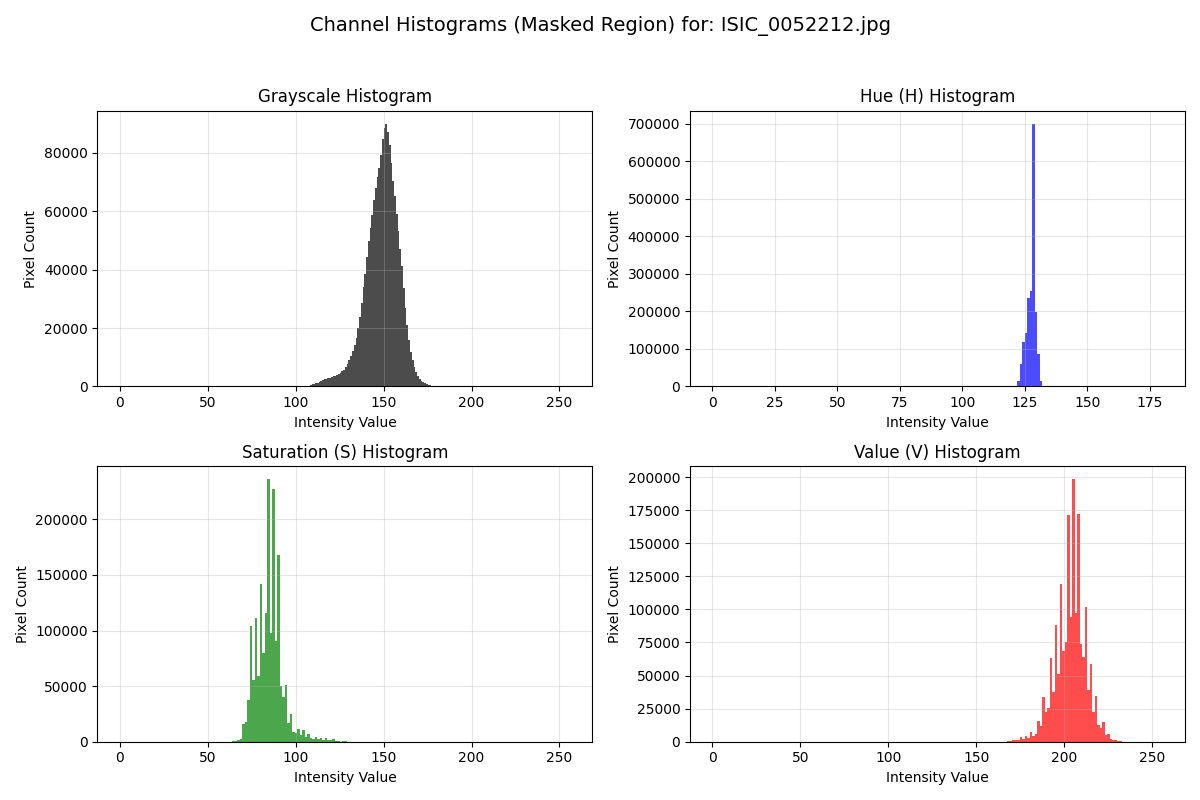 Channel Histograms (Masked Region) for: ISIC_0052212.jpg
Grayscale Histogram
Pixel Count
80000
60000
40000
20000
0
0 50 100 150 200 250
Intensity Value
Hue (H) Histogram
Pixel Count
700000
600000
500000
400000
300000
200000
100000
0
0 25 50 75 100 125 150 175
Intensity Value
Saturation (S) Histogram
Pixel Count
200000
150000
100000
50000
0
0 50 100 150 200 250
Intensity Value
Value (V) Histogram
Pixel Count
200000
175000
150000
125000
100000
75000
50000
25000
0
0 50 100 150 200 250
Intensity Value